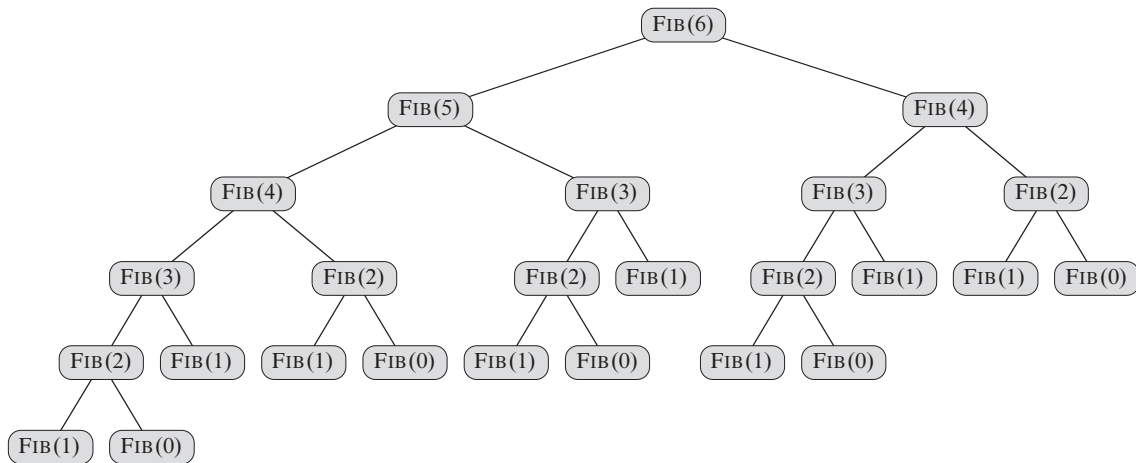 FIB(6)
FIB(5) FIB(4)
FIB(4) FIB(3) FIB(3) FIB(2)
FIB(3) FIB(2) FIB(2) FIB(1) FIB(2) FIB(1) FIB(1) FIB(0)
FIB(2) FIB(1) FIB(1) FIB(0) FIB(1) FIB(0) FIB(1) FIB(0)
FIB(1) FIB(0)